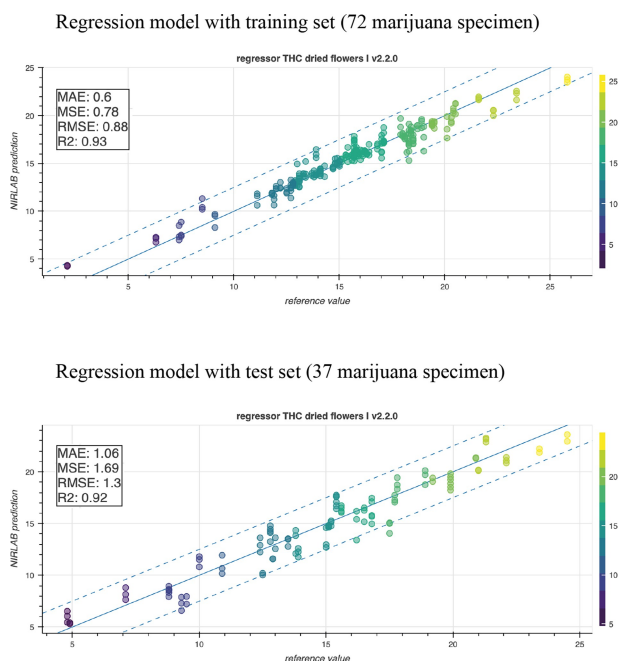 Regression model with training set (72 marijuana specimen)
regressor THC dried flowers I v2.2.0
MAE: 0.6
MSE: 0.78
RMSE: 0.88
R2: 0.93
NIRLAB prediction
25
20
15
10
5
5
10
15
20
25
reference value
25
20
15
10
5
Regression model with test set (37 marijuana specimen)
regressor THC dried flowers I v2.2.0
MAE: 1.06
MSE: 1.69
RMSE: 1.3
R2: 0.92
NIRLAB prediction
20
15
10
5
5
10
15
20
25
reference value
20
15
10
5